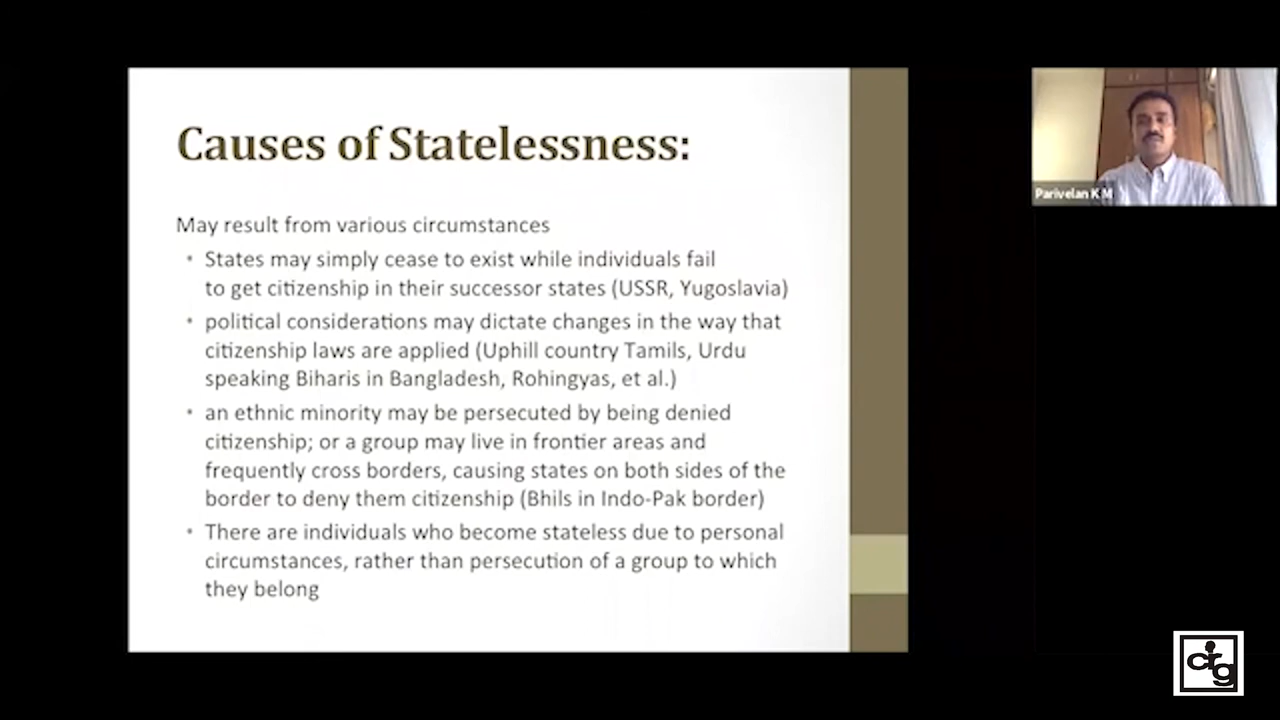 Causes of Statelessness:
May result from various circumstances
• States may simply cease to exist while individuals fail
to get citizenship in their successor states (USSR, Yugoslavia)
• political considerations may dictate changes in the way that
citizenship laws are applied (Uphill country Tamils, Urdu
speaking Biharis in Bangladesh, Rohingyas, et al.)
• an ethnic minority may be persecuted by being denied
citizenship; or a group may live in frontier areas and
frequently cross borders, causing states on both sides of the
border to deny them citizenship (Bhils in Indo-Pak border)
• There are individuals who become stateless due to personal
circumstances, rather than persecution of a group to which
they belong
Parivelan K M
crg